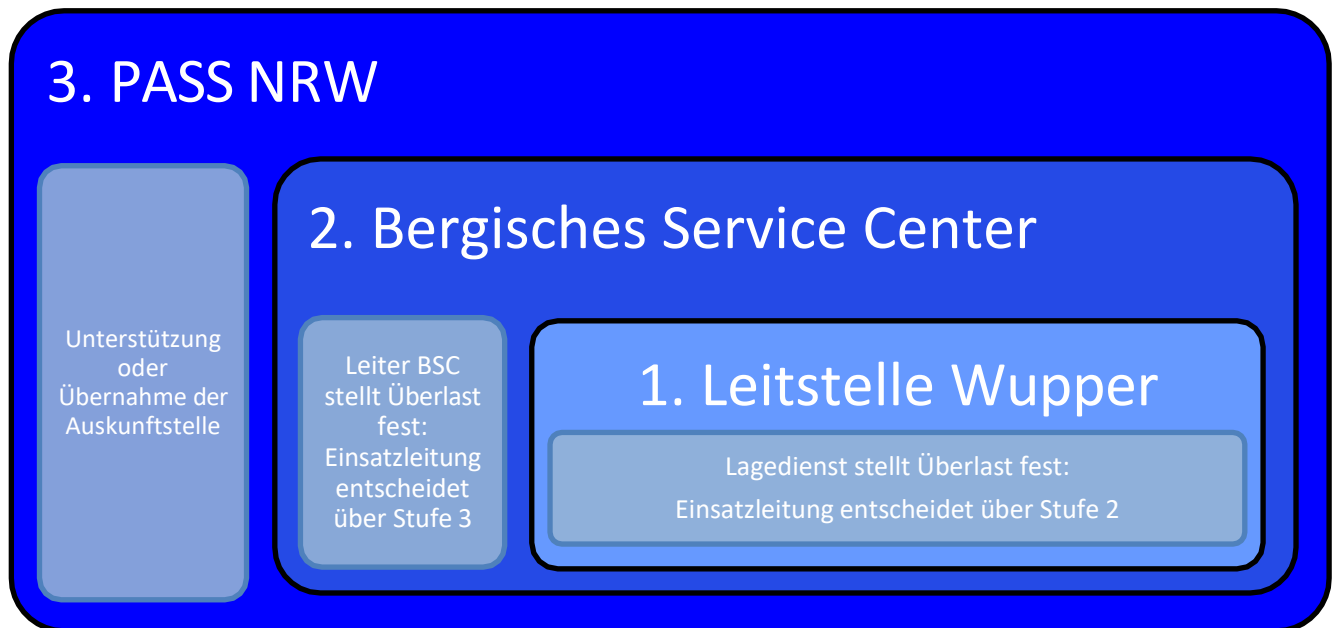 3. PASS NRW
Unterstützung
oder
Übernahme der
Auskunftstelle
2. Bergisches Service Center
Leiter BSC
stellt Überlast
fest:
Einsatzleitung
entscheidet
über Stufe 3
1. Leitstelle Wupper
Lagedienst stellt Überlast fest:
Einsatzleitung entscheidet über Stufe 2